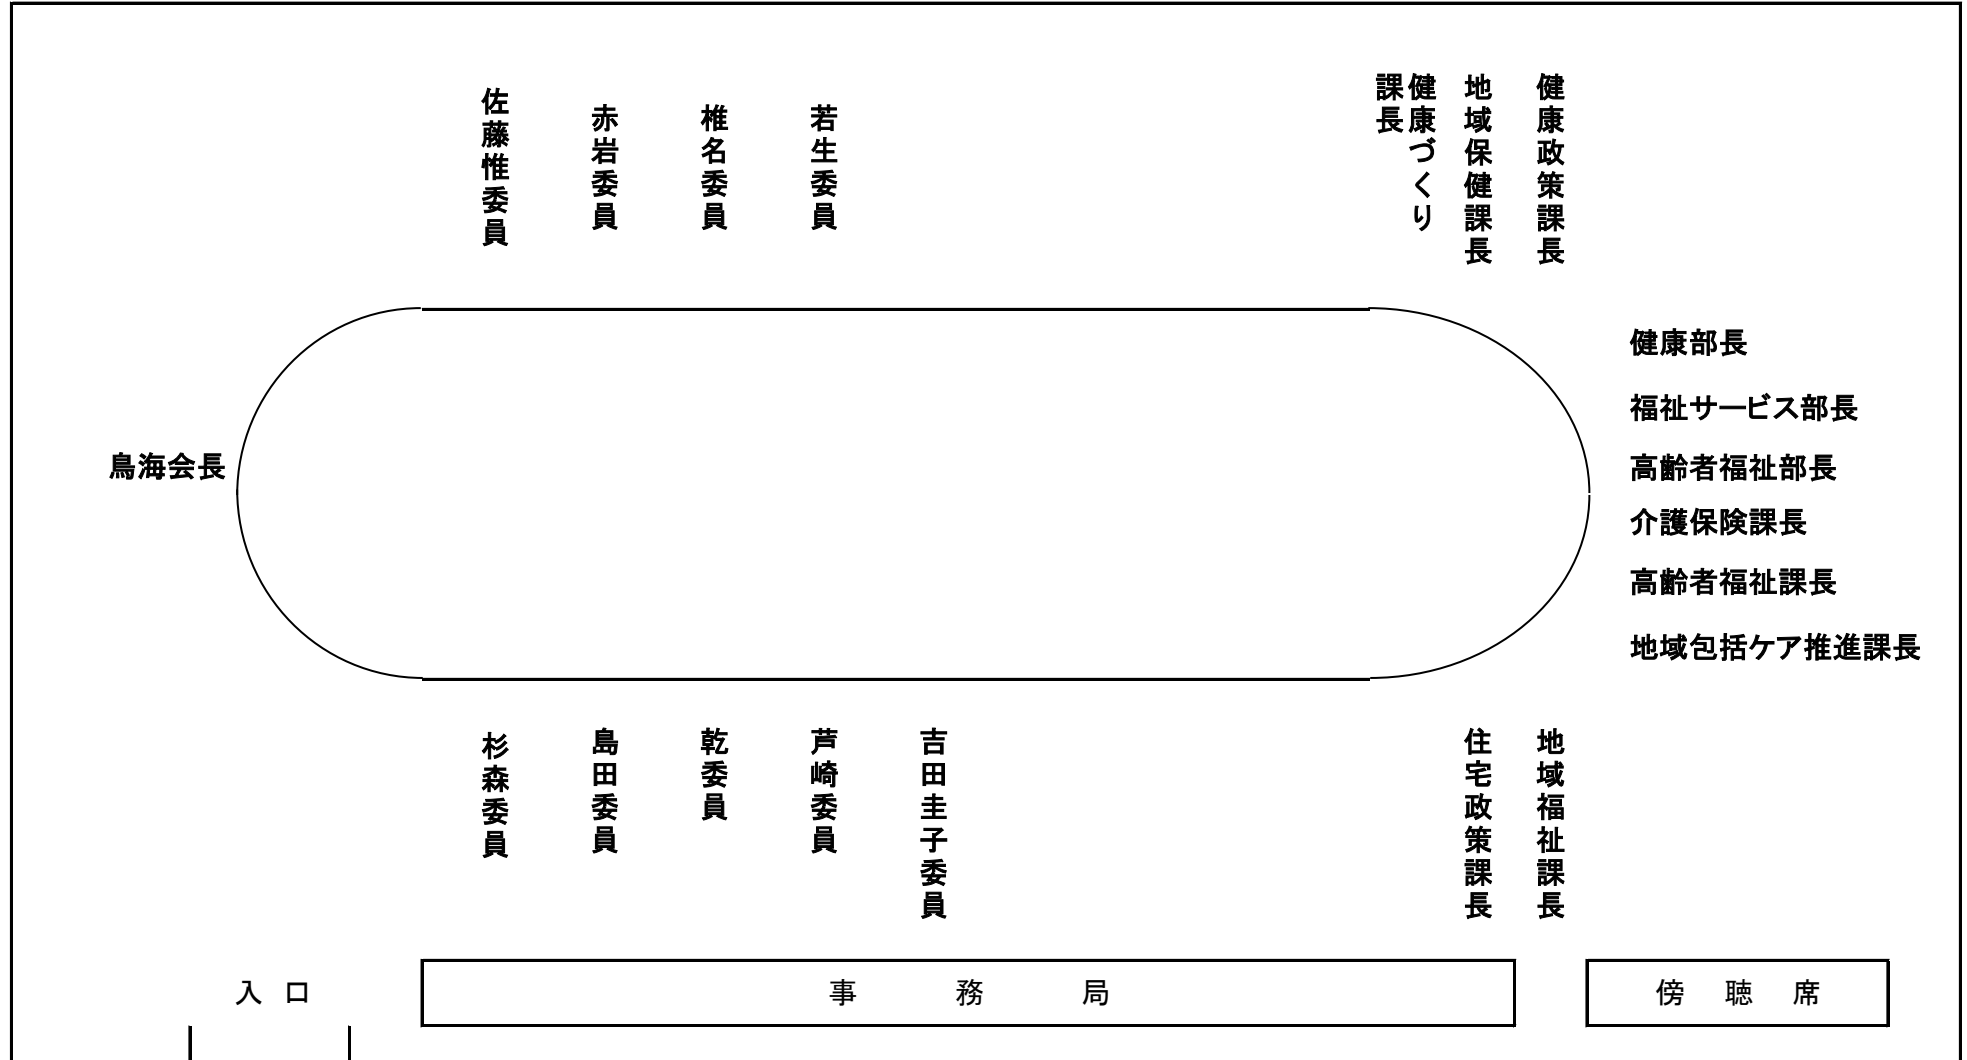 佐藤惟委員
赤岩委員
椎名委員
若生委員
健康づくり
課長
地域保健課長
健康政策課長
鳥海会長
健康部長
福祉サービス部長
高齢者福祉部長
介護保険課長
高齢者福祉課長
地域包括ケア推進課長
杉森委員
島田委員
乾委員
芦崎委員
吉田圭子委員
住宅政策課長
地域福祉課長
入口
事務局
傍聴席